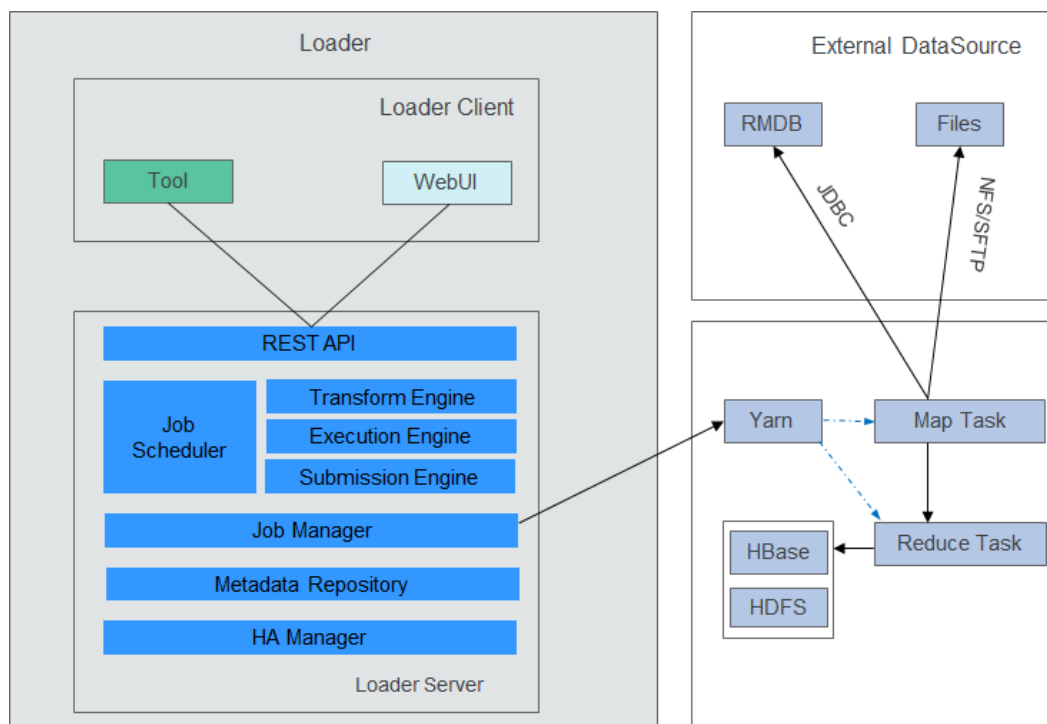 Loader
Loader Client
Tool
WebUI
REST API
Job
Scheduler
Transform Engine
Execution Engine
Submission Engine
Job Manager
Metadata Repository
HA Manager
Loader Server
External DataSource
RMDB
Files
JDBC
NFS/SFTP
Yarn
Map Task
Reduce Task
HBase
HDFS